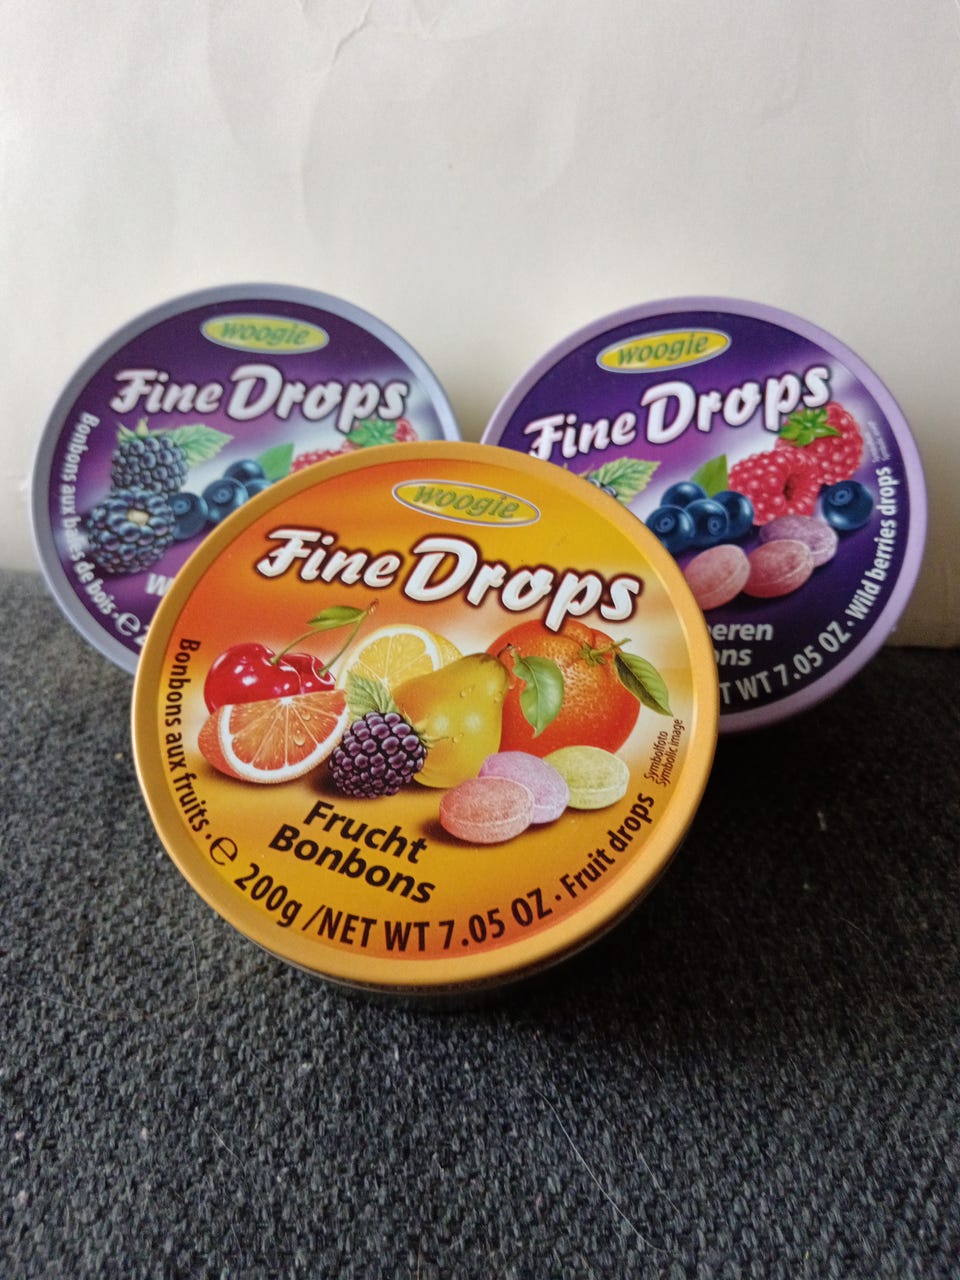 woogie
Fine Drops
Bonbons aux baies de bois · ℮ 2
W
woogie
Fine Drops
eeren
ons
T WT 7.05 OZ · Wild berries drops
woogie
Fine Drops
Symbolfoto
Symbolic image
Frucht
Bonbons
Bonbons aux fruits · ℮ 200g /NET WT 7.05 OZ · Fruit drops